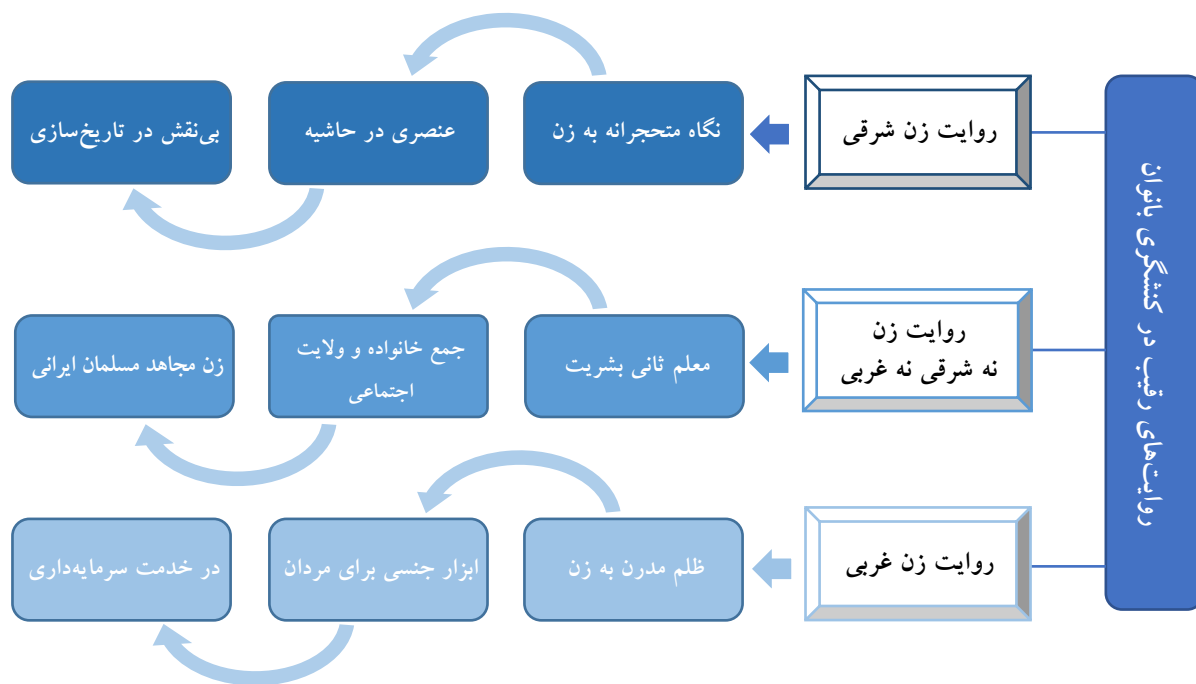 روایت‌های رقیب در کنشگری بانوان
روایت زن شرقی
نگاه متحجرانه به زن
عنصری در حاشیه
بی‌نقش در تاریخ‌سازی
روایت زن
نه شرقی نه غربی
معلم ثانی بشریت
جمع خانواده و ولایت
اجتماعی
زن مجاهد مسلمان ایرانی
روایت زن غربی
ظلم مدرن به زن
ابزار جنسی برای مردان
در خدمت سرمایه‌داری